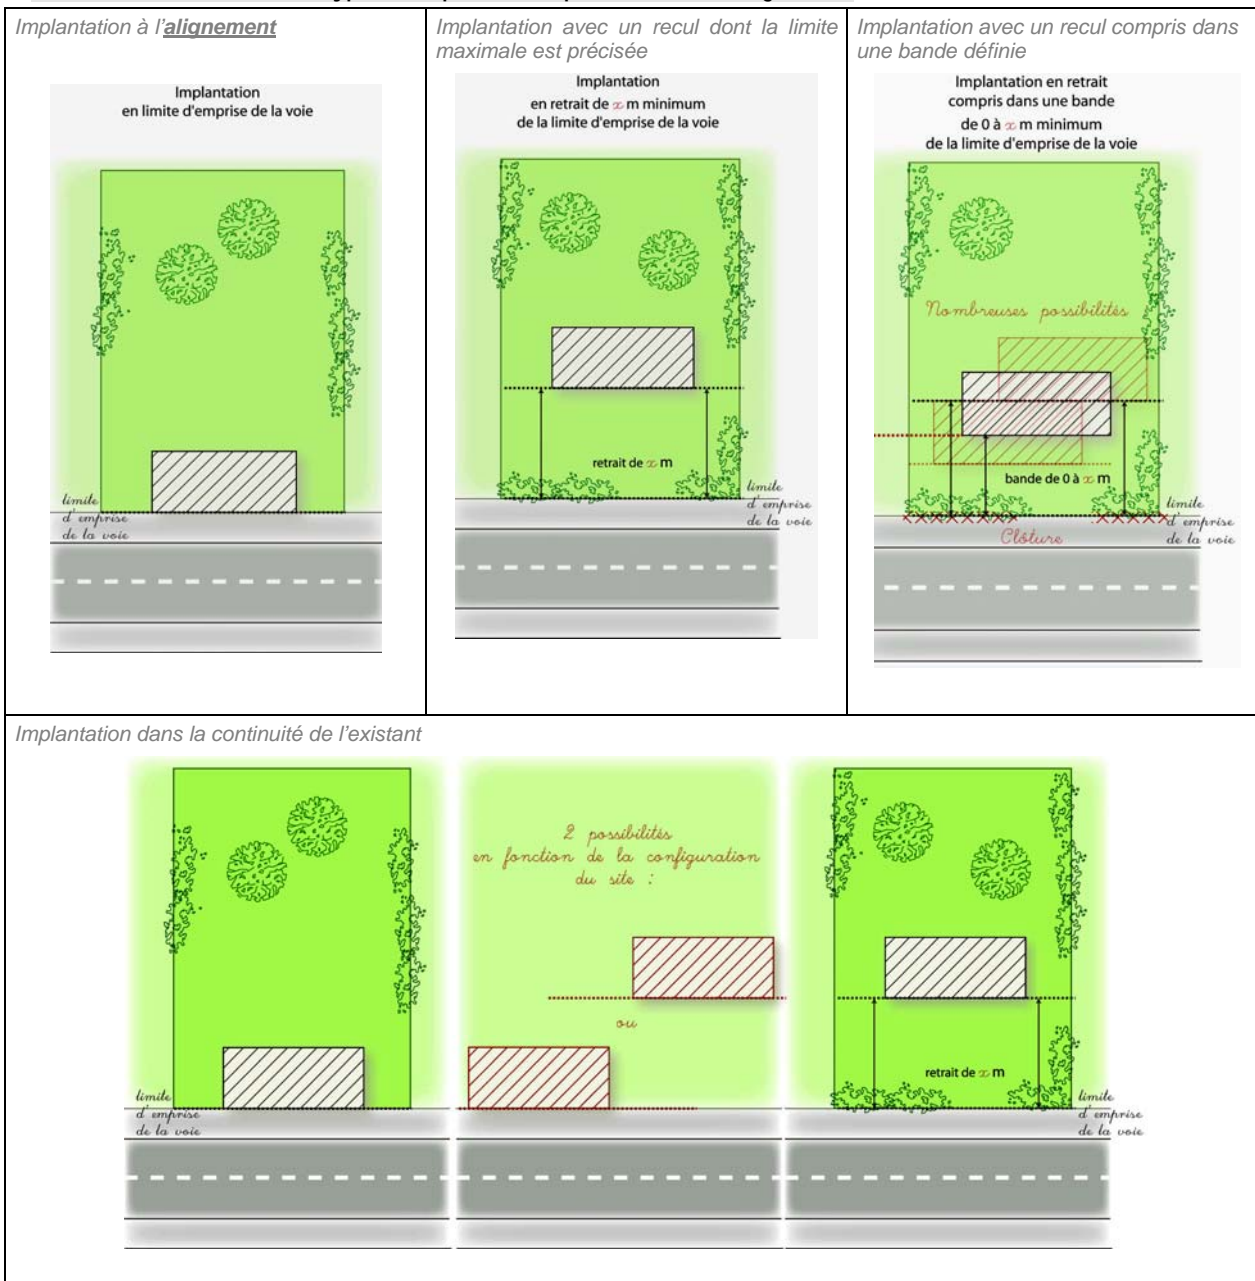 Implantation à l'alignement
Implantation
en limite d'emprise de la voie
limite
d'emprise
de la voie
Implantation avec un recul dont la limite
maximale est précisée
Implantation
en retrait de x m minimum
de la limite d'emprise de la voie
retrait de x m
limite
d'emprise
de la voie
Implantation avec un recul compris dans
une bande définie
Implantation en retrait
compris dans une bande
de 0 à x m minimum
de la limite d'emprise de la voie
Nombreuses possibilités
bande de 0 à x m
limite
d'emprise
de la voie
Clôture
Implantation dans la continuité de l'existant
limite
d'emprise
de la voie
2 possibilités
en fonction de la configuration
du site :
ou
retrait de x m
limite
d'emprise
de la voie